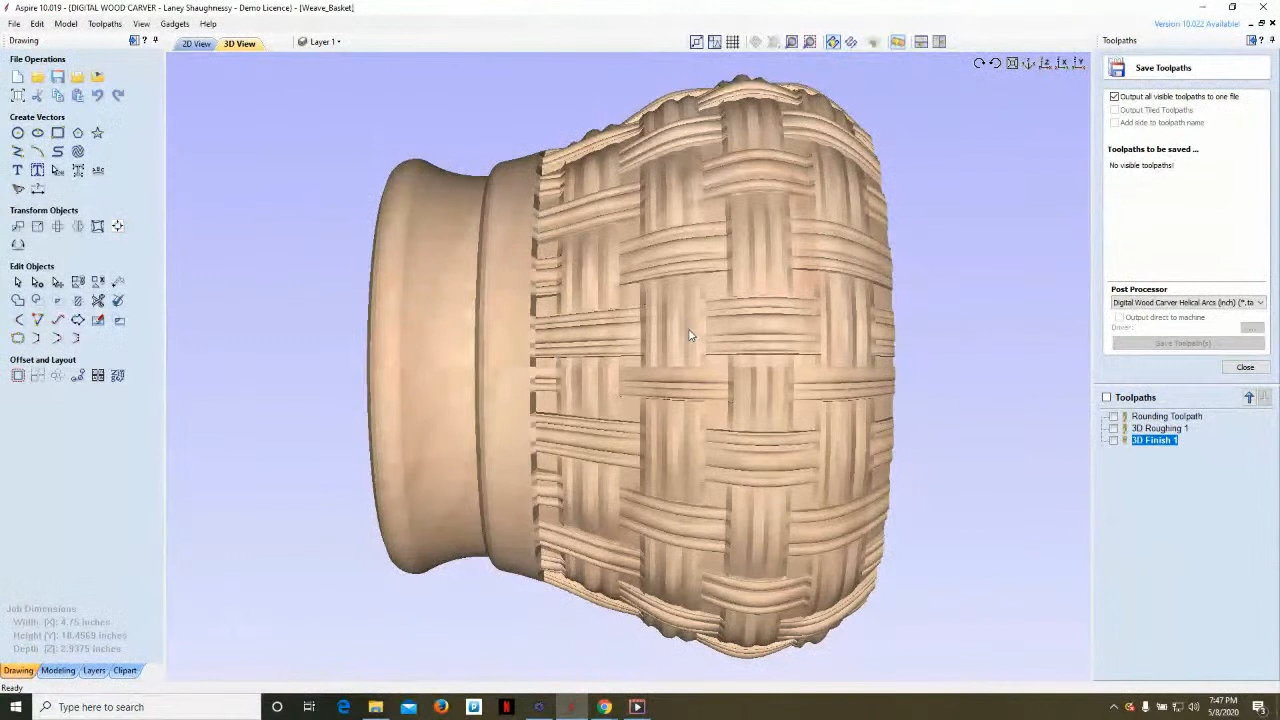 Aspire 10.019 - (DIGITAL WOOD CARVER - Laney Shaughnessy - Demo Licence) - [Weave_Basket]
File Edit Model Toolpaths View Gadgets Help
Version 10.022 Available!
Drawing
2D View 3D View Layer 1
Toolpaths
File Operations
Create Vectors
Transform Objects
Edit Objects
Offset and Layout
Job Dimensions
Width (X): 4.75 inches
Height (Y): 18.4569 inches
Depth (Z): 2.9375 inches
Drawing Modeling Layers Clipart
Ready
Save Toolpaths
Output all visible toolpaths to one file
Output Tiled Toolpaths
Add side to toolpath name
Toolpaths to be saved ...
No visible toolpaths!
Post Processor
Digital Wood Carver Helical Arcs (inch) (*.ta
Output direct to machine
Driver:
Save Toolpath(s)
Close
Toolpaths
Rounding Toolpath
3D Roughing 1
3D Finish 1
Type here to search
7:47 PM
5/8/2020